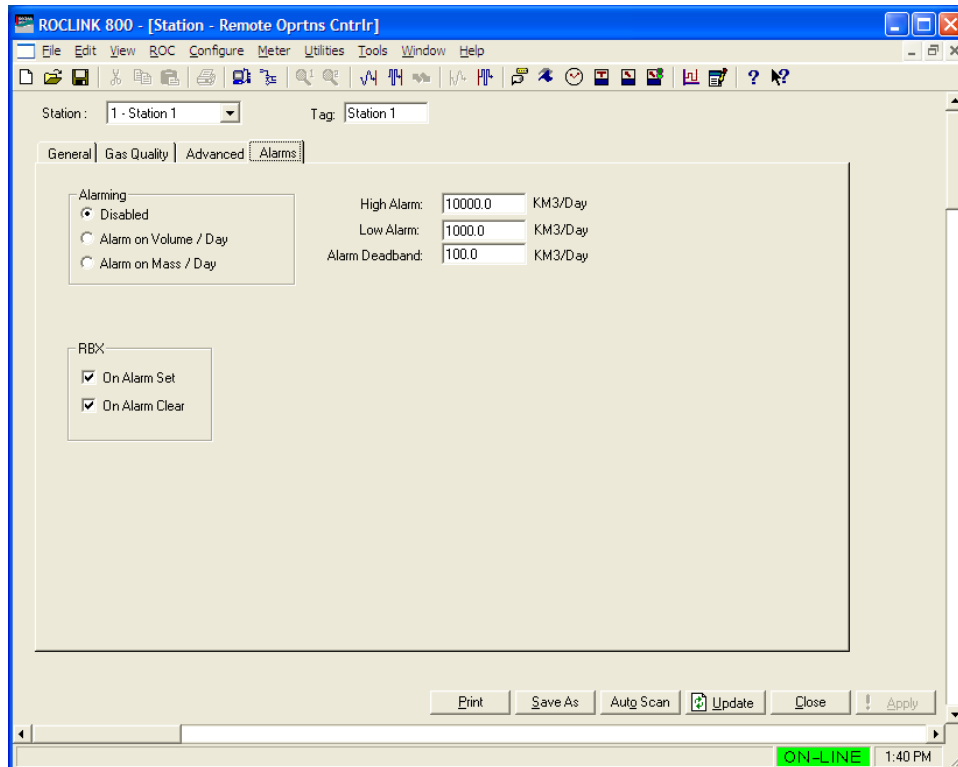 ROCLINK 800 - [Station - Remote Oprtns Cntrlr]
File Edit View ROC Configure Meter Utilities Tools Window Help
Station : 1 - Station 1 Tag: Station 1
General Gas Quality Advanced Alarms
Alarming
Disabled
Alarm on Volume / Day
Alarm on Mass / Day
High Alarm: 10000.0 KM3/Day
Low Alarm: 1000.0 KM3/Day
Alarm Deadband: 100.0 KM3/Day
RBX
On Alarm Set
On Alarm Clear
Print Save As Auto Scan Update Close ! Apply
ON-LINE 1:40 PM